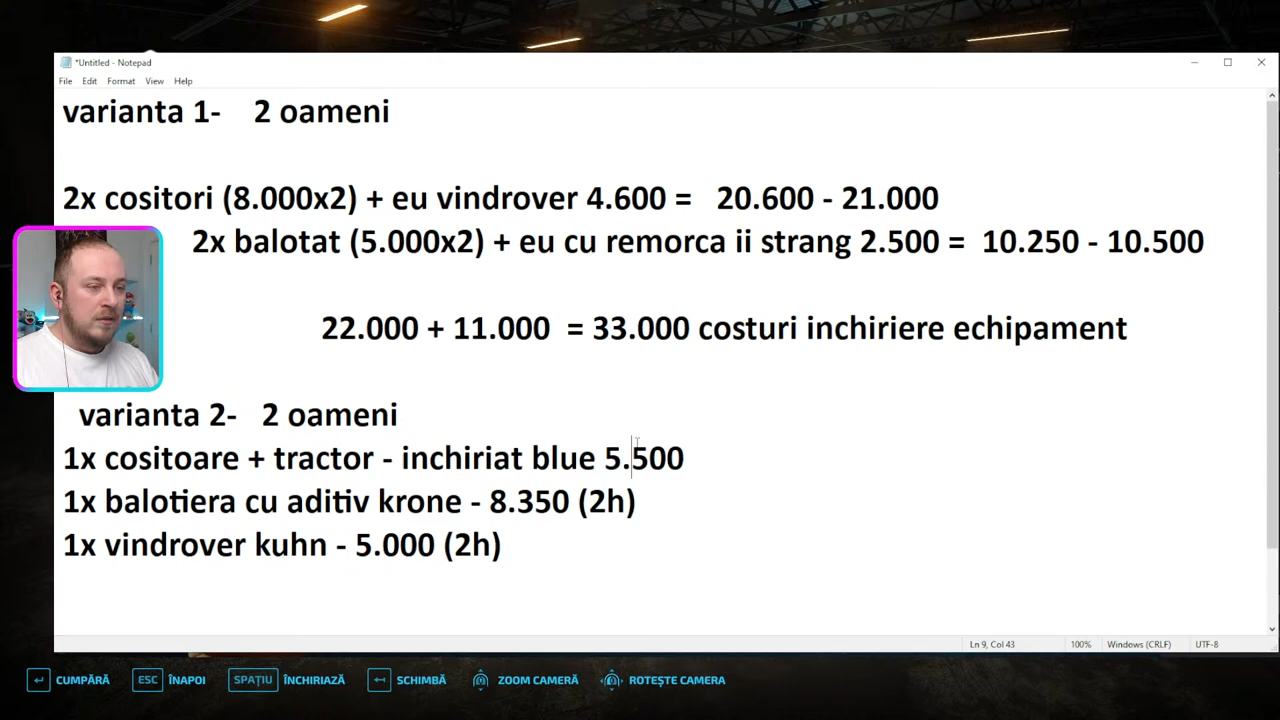 *Untitled - Notepad
File Edit Format View Help
varianta 1- 2 oameni
2x cositori (8.000x2) + eu vindrover 4.600 = 20.600 - 21.000
2x balotat (5.000x2) + eu cu remorca ii strang 2.500 = 10.250 - 10.500
22.000 + 11.000 = 33.000 costuri inchiriere echipament
varianta 2- 2 oameni
1x cositoare + tractor - inchiriat blue 5.500
1x balotiera cu aditiv krone - 8.350 (2h)
1x vindrover kuhn - 5.000 (2h)
Ln 9, Col 43 100% Windows (CRLF) UTF-8
CUMPĂRĂ ESC ÎNAPOI SPAȚIU ÎNCHIRIAZĂ SCHIMBĂ ZOOM CAMERĂ ROTEȘTE CAMERA